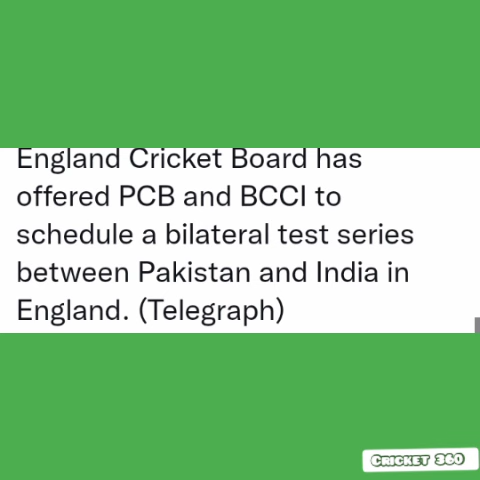 England Cricket Board has
offered PCB and BCCI to
schedule a bilateral test series
between Pakistan and India in
England. (Telegraph)
CRICKET 360